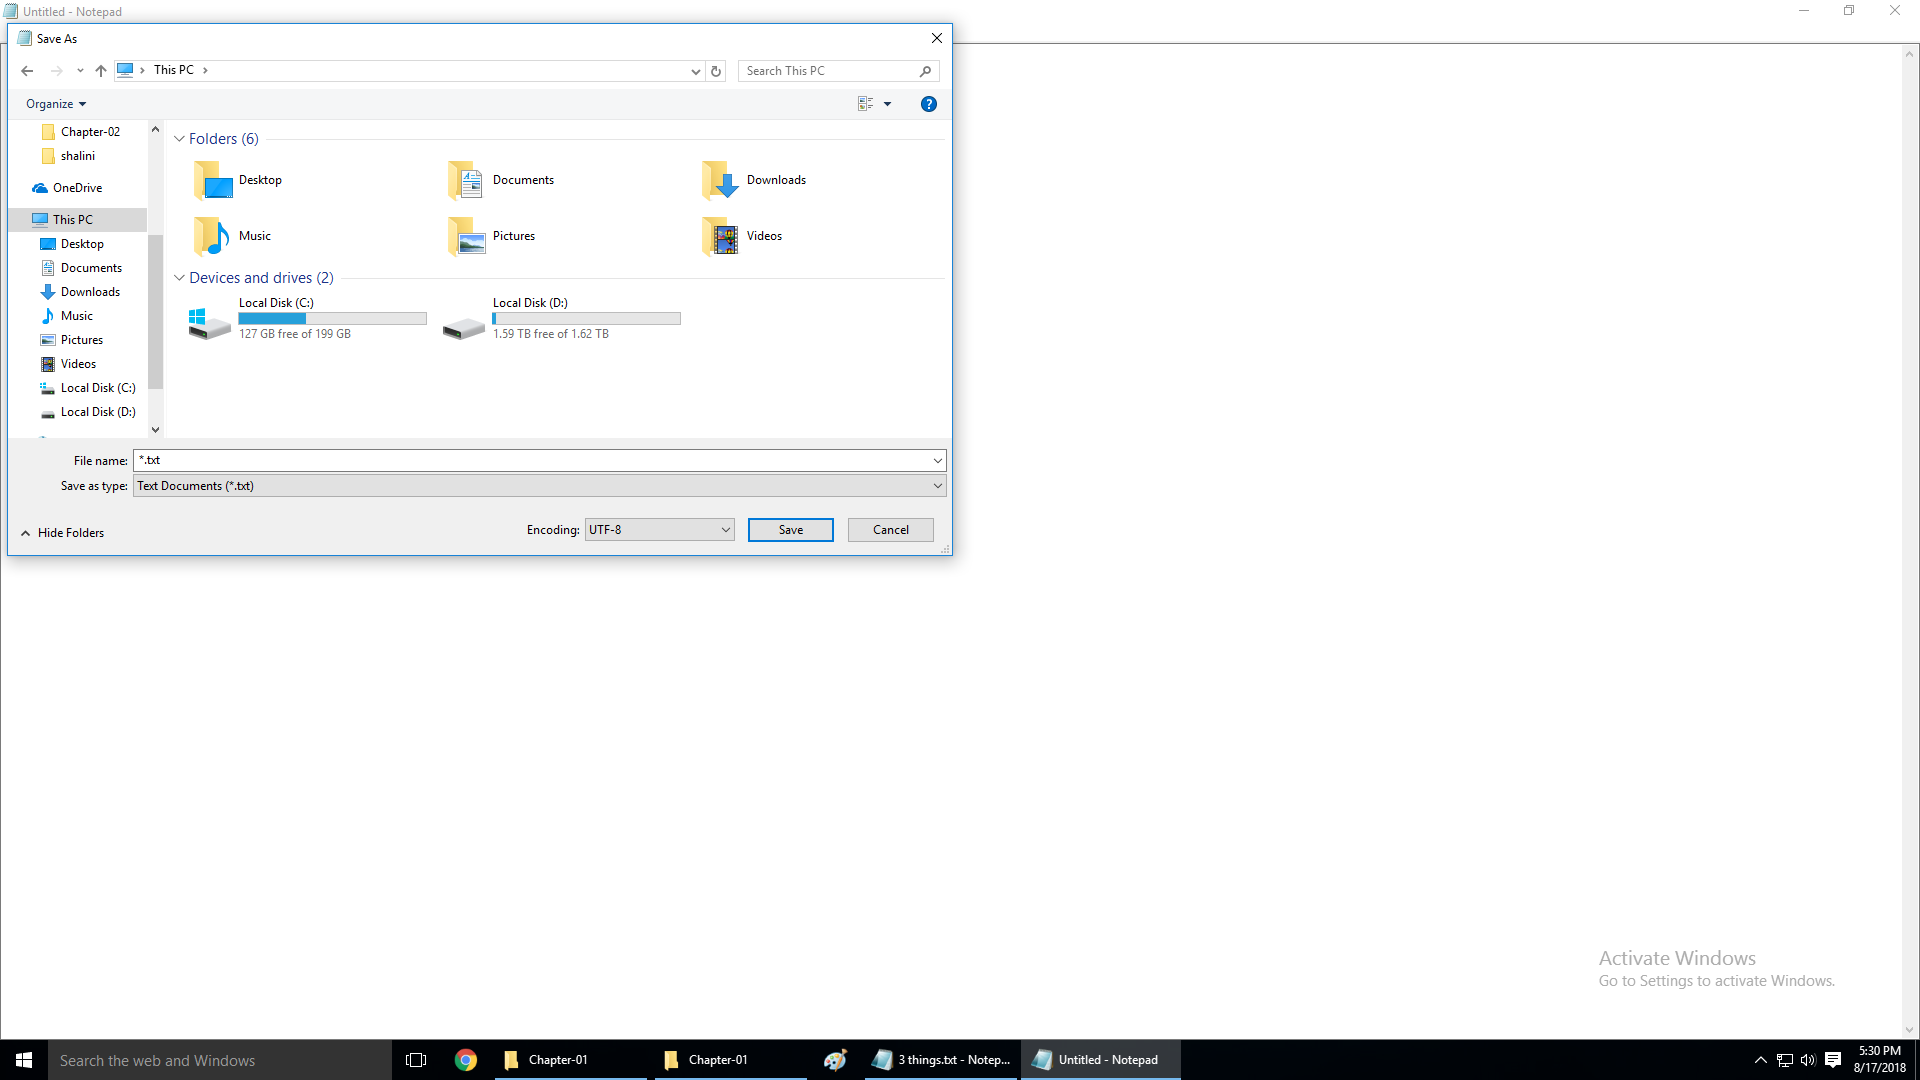 Untitled - Notepad
Save As
This PC
Search This PC
Organize
Chapter-02
shalini
OneDrive
This PC
Desktop
Documents
Downloads
Music
Pictures
Videos
Local Disk (C:)
Local Disk (D:)
Folders (6)
Desktop
Documents
Downloads
Music
Pictures
Videos
Devices and drives (2)
Local Disk (C:)
127 GB free of 199 GB
Local Disk (D:)
1.59 TB free of 1.62 TB
File name: *.txt
Save as type: Text Documents (*.txt)
Hide Folders
Encoding: UTF-8
Save
Cancel
Activate Windows
Go to Settings to activate Windows.
Search the web and Windows
Chapter-01
Chapter-01
3 things.txt - Notep...
Untitled - Notepad
5:30 PM
8/17/2018